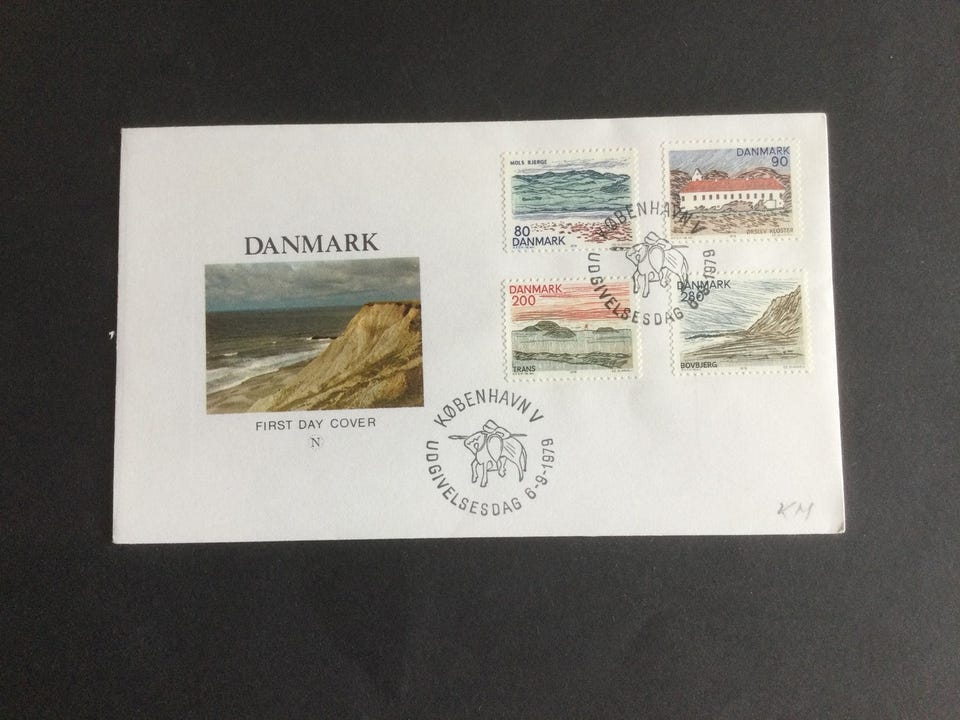 DANMARK
FIRST DAY COVER
N
MOLS BJERGE
80
DANMARK
DANMARK
90
ØRSLEV KLOSTER
DANMARK
200
TRANS
DANMARK
280
BOVBJERG
KØBENHAVN V
UDGIVELSESDAG 6-9-1979
KØBENHAVN V
UDGIVELSESDAG 6-9-1979
KM